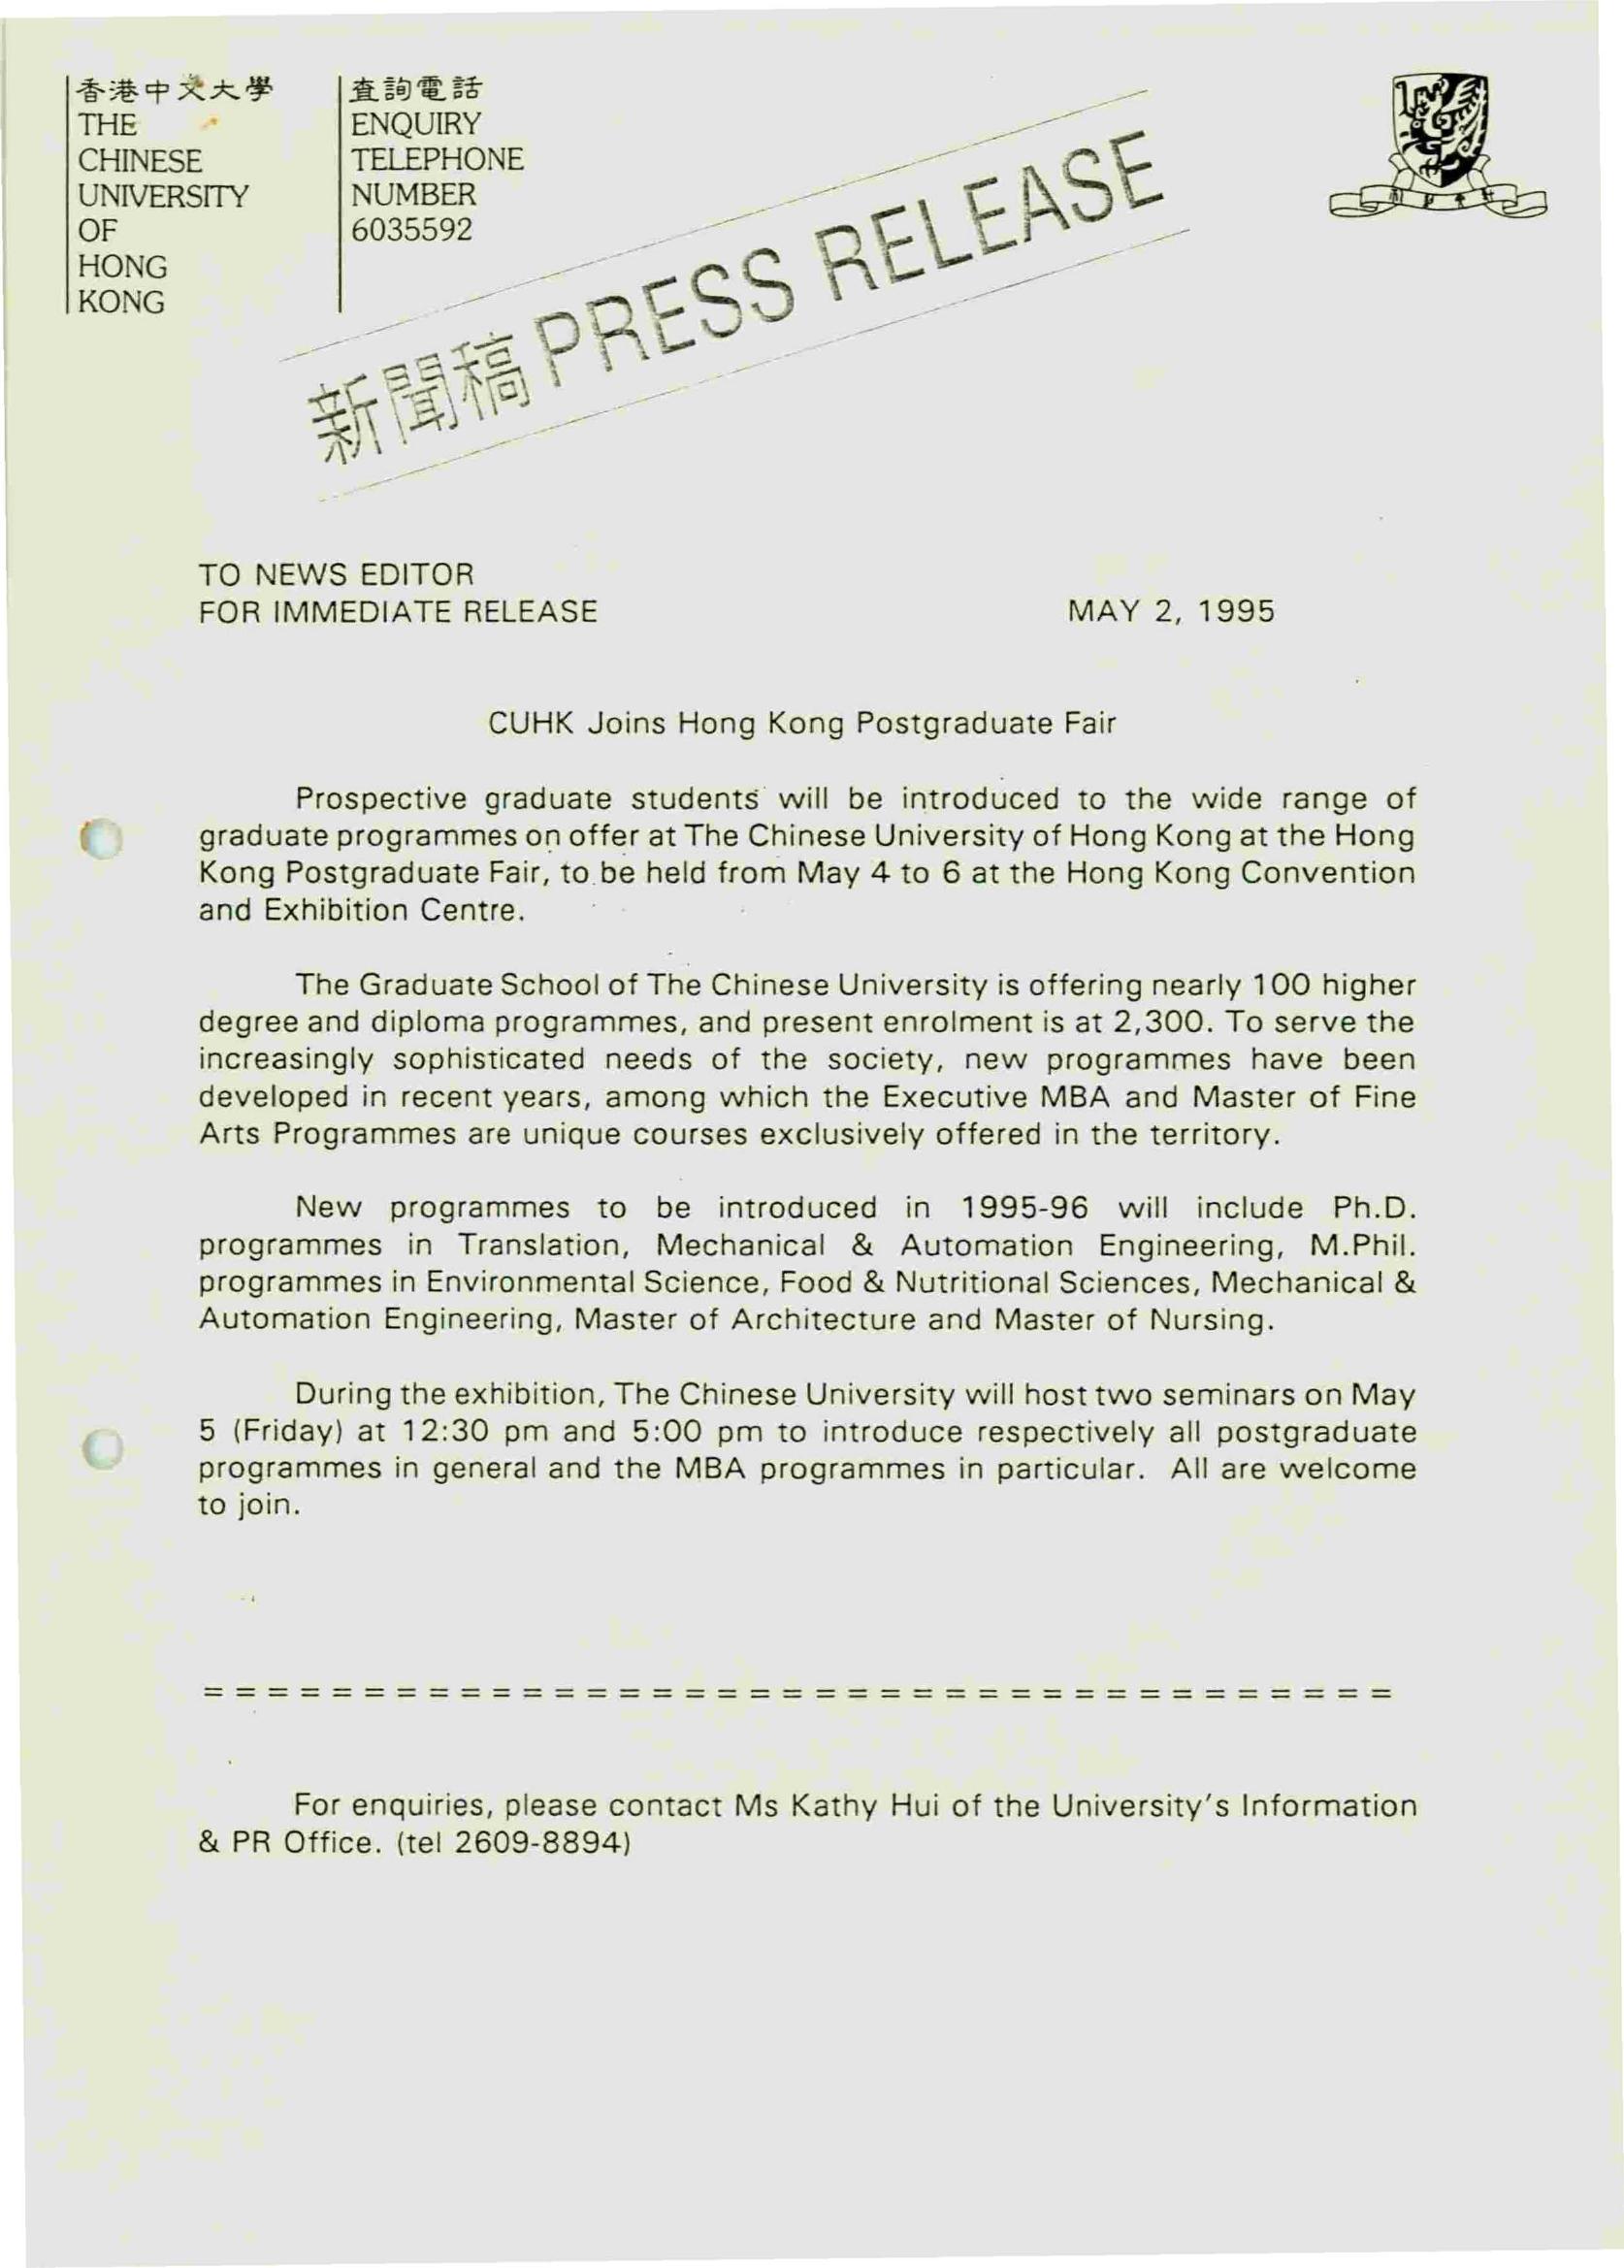 香港中文大學
THE
CHINESE
UNIVERSITY
OF
HONG
KONG
查詢電話
ENQUIRY
TELEPHONE
NUMBER
6035592
新聞稿 PRESS RELEASE
TO NEWS EDITOR
FOR IMMEDIATE RELEASE MAY 2, 1995
CUHK Joins Hong Kong Postgraduate Fair
Prospective graduate students will be introduced to the wide range of
graduate programmes on offer at The Chinese University of Hong Kong at the Hong
Kong Postgraduate Fair, to be held from May 4 to 6 at the Hong Kong Convention
and Exhibition Centre.
The Graduate School of The Chinese University is offering nearly 100 higher
degree and diploma programmes, and present enrolment is at 2,300. To serve the
increasingly sophisticated needs of the society, new programmes have been
developed in recent years, among which the Executive MBA and Master of Fine
Arts Programmes are unique courses exclusively offered in the territory.
New programmes to be introduced in 1995-96 will include Ph.D.
programmes in Translation, Mechanical & Automation Engineering, M.Phil.
programmes in Environmental Science, Food & Nutritional Sciences, Mechanical &
Automation Engineering, Master of Architecture and Master of Nursing.
During the exhibition, The Chinese University will host two seminars on May
5 (Friday) at 12:30 pm and 5:00 pm to introduce respectively all postgraduate
programmes in general and the MBA programmes in particular. All are welcome
to join.
= = = = = = = = = = = = = = = = = = = = = = = = = = = = = = = = = = = = = =
For enquiries, please contact Ms Kathy Hui of the University's Information
& PR Office. (tel 2609-8894)